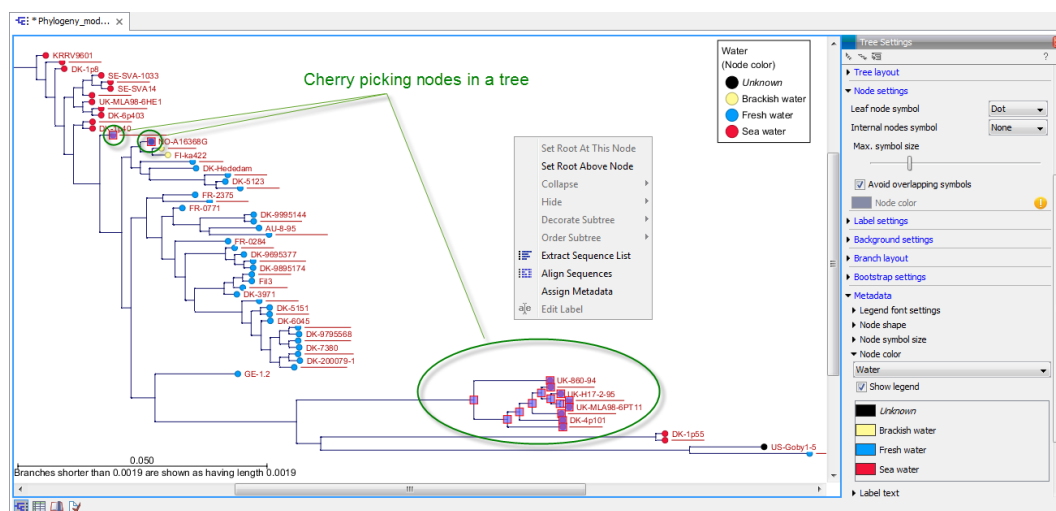 * Phylogeny_mod...
KRRV9601
DK-1p8
SE-SVA-1033
SE-SVA14
UK-MLA98-6HE1
DK-6p403
DK-1p40
NO-A16368G
FI-ka422
DK-Hededam
DK-5123
FR-2375
FR-0771
DK-9995144
AU-8-95
FR-0284
DK-9695377
DK-9895174
Fil3
DK-3971
DK-5151
DK-6045
DK-9795568
DK-7380
DK-200079-1
GE-1.2
UK-860-94
UK-H17-2-95
UK-MLA98-6PT11
DK-4p101
DK-1p55
US-Goby1-5
0.050
Branches shorter than 0.0019 are shown as having length 0.0019
Cherry picking nodes in a tree
Water
(Node color)
Unknown
Brackish water
Fresh water
Sea water
Set Root At This Node
Set Root Above Node
Collapse
Hide
Decorate Subtree
Order Subtree
Extract Sequence List
Align Sequences
Assign Metadata
Edit Label
Tree Settings
?
Tree layout
Node settings
Leaf node symbol Dot
Internal nodes symbol None
Max. symbol size
Avoid overlapping symbols
Node color
Label settings
Background settings
Branch layout
Bootstrap settings
Metadata
Legend font settings
Node shape
Node symbol size
Node color
Water
Show legend
Unknown
Brackish water
Fresh water
Sea water
Label text